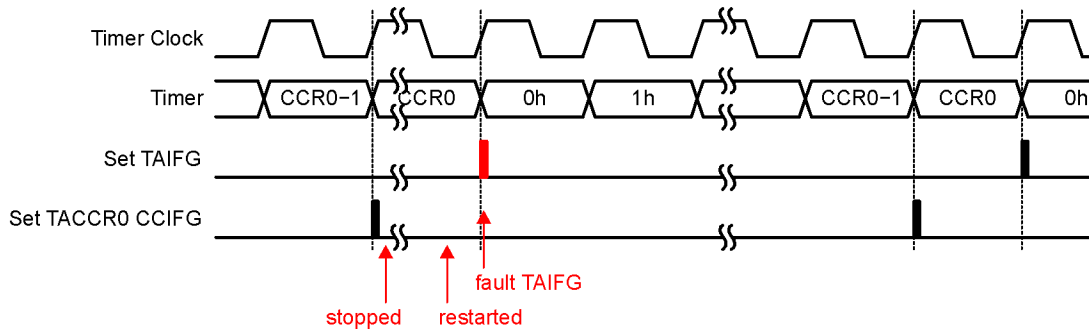 Timer Clock
Timer CCR0−1 CCR0 0h 1h CCR0−1 CCR0 0h
Set TAIFG
Set TACCR0 CCIFG
fault TAIFG
stopped restarted